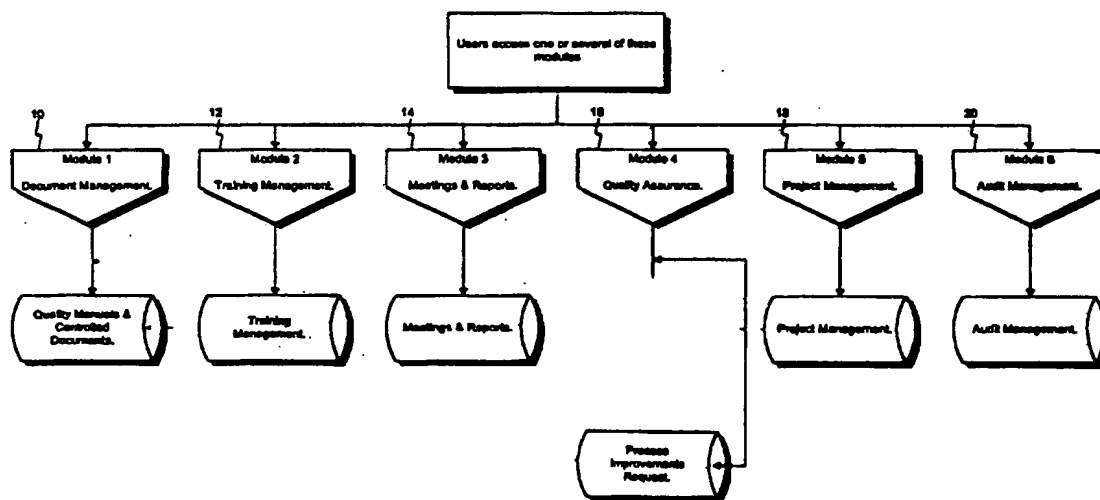 Users access one or several of these
modules
10
12
14
16
18
20
Module 1
Document Management.
Module 2
Training Management.
Module 3
Meetings & Reports.
Module 4
Quality Assurance.
Module 5
Project Management.
Module 6
Audit Management.
Quality Manuals &
Controlled
Documents.
Training
Management.
Meetings & Reports.
Project Management.
Audit Management.
Process
Improvements
Request.